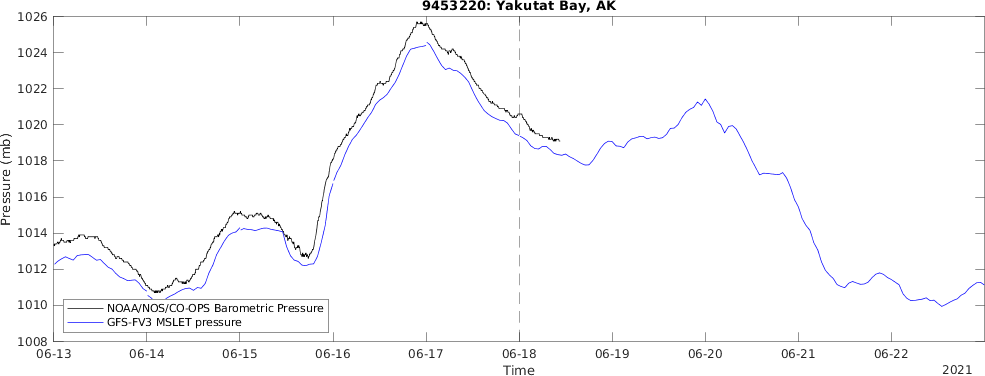 9453220: Yakutat Bay, AK
Pressure (mb)
1026
1024
1022
1020
1018
1016
1014
1012
1010
1008
NOAA/NOS/CO-OPS Barometric Pressure
GFS-FV3 MSLET pressure
06-13 06-14 06-15 06-16 06-17 06-18 06-19 06-20 06-21 06-22
Time
2021